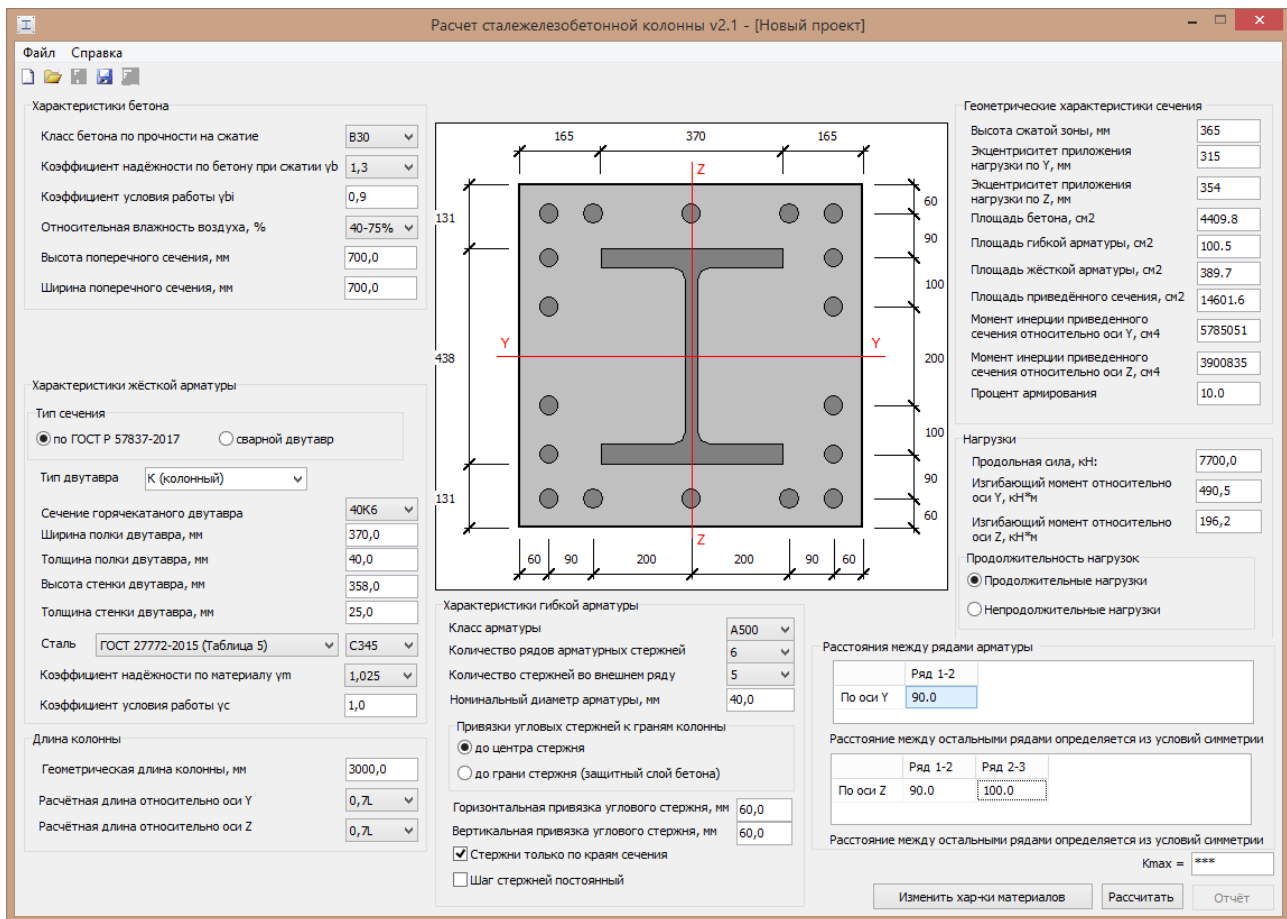 Расчет сталежелезобетонной колонны v2.1 - [Новый проект]
Файл Справка
Характеристики бетона
Класс бетона по прочности на сжатие B30
Коэффициент надёжности по бетону при сжатии γb 1,3
Коэффициент условия работы γbi 0,9
Относительная влажность воздуха, % 40-75%
Высота поперечного сечения, мм 700,0
Ширина поперечного сечения, мм 700,0
Характеристики жёсткой арматуры
Тип сечения
по ГОСТ Р 57837-2017 сварной двутавр
Тип двутавра К (колонный)
Сечение горячекатаного двутавра 40К6
Ширина полки двутавра, мм 370,0
Толщина полки двутавра, мм 40,0
Высота стенки двутавра, мм 358,0
Толщина стенки двутавра, мм 25,0
Сталь ГОСТ 27772-2015 (Таблица 5) С345
Коэффициент надёжности по материалу γm 1,025
Коэффициент условия работы γc 1,0
Длина колонны
Геометрическая длина колонны, мм 3000,0
Расчётная длина относительно оси Y 0,7L
Расчётная длина относительно оси Z 0,7L
165 370 165
Z
131
438
131
Y Y
60
90
100
200
100
90
60
Z
60 90 200 200 90 60
Характеристики гибкой арматуры
Класс арматуры A500
Количество рядов арматурных стержней 6
Количество стержней во внешнем ряду 5
Номинальный диаметр арматуры, мм 40,0
Привязки угловых стержней к граням колонны
до центра стержня
до грани стержня (защитный слой бетона)
Горизонтальная привязка углового стержня, мм 60,0
Вертикальная привязка углового стержня, мм 60,0
Стержни только по краям сечения
Шаг стержней постоянный
Геометрические характеристики сечения
Высота сжатой зоны, мм 365
Эксцентриситет приложения
нагрузки по Y, мм 315
Эксцентриситет приложения
нагрузки по Z, мм 354
Площадь бетона, см2 4409.8
Площадь гибкой арматуры, см2 100.5
Площадь жёсткой арматуры, см2 389.7
Площадь приведённого сечения, см2 14601.6
Момент инерции приведенного
сечения относительно оси Y, см4 5785051
Момент инерции приведенного
сечения относительно оси Z, см4 3900835
Процент армирования 10.0
Нагрузки
Продольная сила, кН: 7700,0
Изгибающий момент относительно
оси Y, кН*м 490,5
Изгибающий момент относительно
оси Z, кН*м 196,2
Продолжительность нагрузок
Продолжительные нагрузки
Непродолжительные нагрузки
Расстояния между рядами арматуры
Ряд 1-2
По оси Y 90.0
Расстояние между остальными рядами определяется из условий симметрии
Ряд 1-2 Ряд 2-3
По оси Z 90.0 100.0
Расстояние между остальными рядами определяется из условий симметрии
Kmax = ***
Изменить хар-ки материалов Рассчитать Отчёт